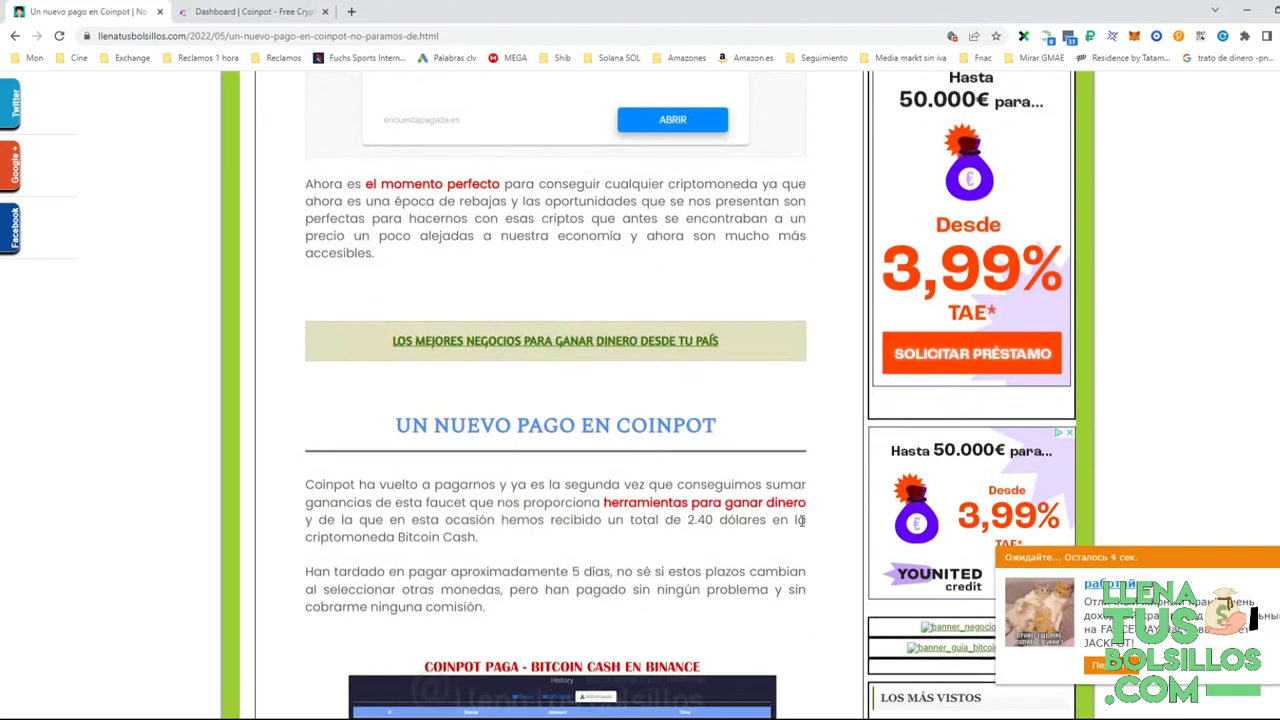 Un nuevo pago en Coinpot | No
Dashboard | Coinpot - Free Cryp
llenatusbolsillos.com/2022/05/un-nuevo-pago-en-coinpot-no-paramos-de.html
Mon
Cine
Exchange
Reclamos 1 hora
Reclamos
Fuchs Sports Intern...
Palabras clv
MEGA
Shib
Solana SOL
Amazones
Amazon.es
Seguimiento
Media markt sin iva
Fnac
Mirar GMAE
Residence by Tatam...
trato de dinero -pn...
Twitter
Google +
Facebook
encuestapagada.es
ABRIR
Ahora es el momento perfecto para conseguir cualquier criptomoneda ya que
ahora es una época de rebajas y las oportunidades que se nos presentan son
perfectas para hacernos con esas criptos que antes se encontraban a un
precio un poco alejadas a nuestra economía y ahora son mucho más
accesibles.
LOS MEJORES NEGOCIOS PARA GANAR DINERO DESDE TU PAÍS
UN NUEVO PAGO EN COINPOT
Coinpot ha vuelto a pagarnos y ya es la segunda vez que conseguimos sumar
ganancias de esta faucet que nos proporciona herramientas para ganar dinero
y de la que en esta ocasión hemos recibido un total de 2.40 dólares en la
criptomoneda Bitcoin Cash.
Han tardado en pagar aproximadamente 5 días, no sé si estos plazos cambian
al seleccionar otras monedas, pero han pagado sin ningún problema y sin
cobrarme ninguna comisión.
COINPOT PAGA - BITCOIN CASH EN BINANCE
History
Hasta
50.000€ para...
Desde
3,99%
TAE*
SOLICITAR PRÉSTAMO
Hasta 50.000€ para...
Desde
3,99%
TAE*
YOUNITED
credit
banner_negocio
banner_guia_bitcoin
LOS MÁS VISTOS
Ожидайте... Осталось 4 сек.
JACKPOT!
LLENA
TUS
BOLSILLOS
.COM